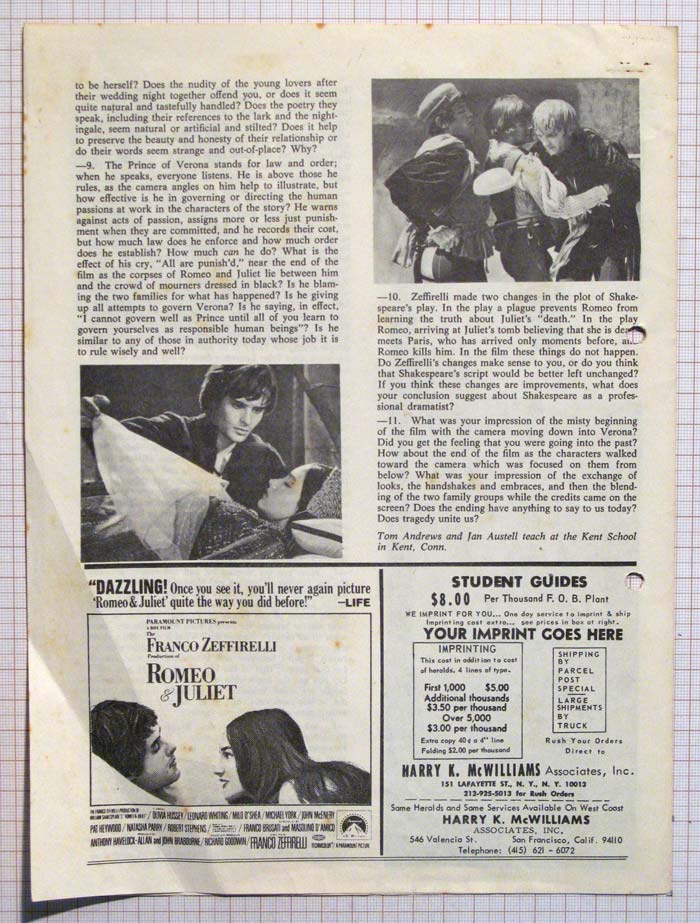 to be herself? Does the nudity of the young lovers after
their wedding night together offend you, or does it seem
quite natural and tastefully handled? Does the poetry they
speak, including their references to the lark and the night-
ingale, seem natural or artificial and stilted? Does it help
to preserve the beauty and honesty of their relationship or
do their words seem strange and out-of-place? Why?
—9. The Prince of Verona stands for law and order;
when he speaks, everyone listens. He is above those he
rules, as the camera angles on him help to illustrate, but
how effective is he in governing or directing the human
passions at work in the characters of the story? He warns
against acts of passion, assigns more or less just punish-
ment when they are committed, and he records their cost,
but how much law does he enforce and how much order
does he establish? How much can he do? What is the
effect of his cry, "All are punish'd," near the end of the
film as the corpses of Romeo and Juliet lie between him
and the crowd of mourners dressed in black? Is he blam-
ing the two families for what has happened? Is he giving
up all attempts to govern Verona? Is he saying, in effect,
"I cannot govern well as Prince until all of you learn to
govern yourselves as responsible human beings"? Is he
similar to any of those in authority today whose job it is
to rule wisely and well?
—10. Zeffirelli made two changes in the plot of Shake-
speare's play. In the play a plague prevents Romeo from
learning the truth about Juliet's "death." In the play
Romeo, arriving at Juliet's tomb believing that she is
meets Paris, who has arrived only moments before,
Romeo kills him. In the film these things do not happen.
Do Zeffirelli's changes make sense to you, or do you think
that Shakespeare's script would be better left unchanged?
If you think these changes are improvements, what does
your conclusion suggest about Shakespeare as a profes-
sional dramatist?
—11. What was your impression of the misty beginning
of the film with the camera moving down into Verona?
Did you get the feeling that you were going into the past?
How about the end of the film as the characters walked
toward the camera which was focused on them from
below? What was your impression of the exchange of
looks, the handshakes and embraces, and then the blend-
ing of the two family groups while the credits came on the
screen? Does the ending have anything to say to us today?
Does tragedy unite us?
Tom Andrews and Jan Austell teach at the Kent School
in Kent, Conn.
"DAZZLING! Once you see it, you'll never again picture
'Romeo & Juliet' quite the way you did before!" —LIFE
PARAMOUNT PICTURES presents
A BHE FILM
The
FRANCO ZEFFIRELLI
Production of
ROMEO
& JULIET
OLIVIA HUSSEY / LEONARD WHITING / MILO O'SHEA / MICHAEL YORK / JOHN McENERY
PAT HEYWOOD / NATASHA PARRY / ROBERT STEPHENS / FRANCO BRUSATI and MASOLINO D'AMICO
ANTHONY HAVELOCK-ALLAN and JOHN BRABOURNE / RICHARD GOODWIN / FRANCO ZEFFIRELLI TECHNICOLOR / A PARAMOUNT PICTURE
STUDENT GUIDES
$8.00 Per Thousand F. O. B. Plant
WE IMPRINT FOR YOU... One day service to imprint & ship
Imprinting cost extra... see prices in box at right.
YOUR IMPRINT GOES HERE
IMPRINTING
This cost in addition to cost
of heralds. 4 lines of type.
First 1,000 $5.00
Additional thousands
$3.50 per thousand
Over 5,000
$3.00 per thousand
Extra copy 40¢ a 4" line
Folding $2.00 per thousand
SHIPPING
BY
PARCEL
POST
SPECIAL
LARGE
SHIPMENTS
BY
TRUCK
Rush Your Orders
Direct to
HARRY K. McWILLIAMS Associates, Inc.
151 LAFAYETTE ST., N. Y., N. Y. 10013
212-925-5013 for Rush Orders
Same Heralds and Same Services Available On West Coast
HARRY K. McWILLIAMS
ASSOCIATES, INC.
546 Valencia St. San Francisco, Calif. 94110
Telephone: (415) 621 - 6072